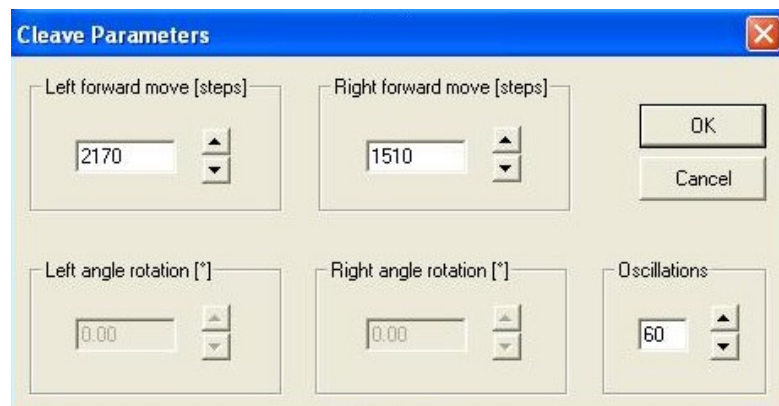 Cleave Parameters
Left forward move [steps]
Right forward move [steps]
2170
1510
OK
Cancel
Left angle rotation [°]
Right angle rotation [°]
Oscillations
0.00
0.00
60